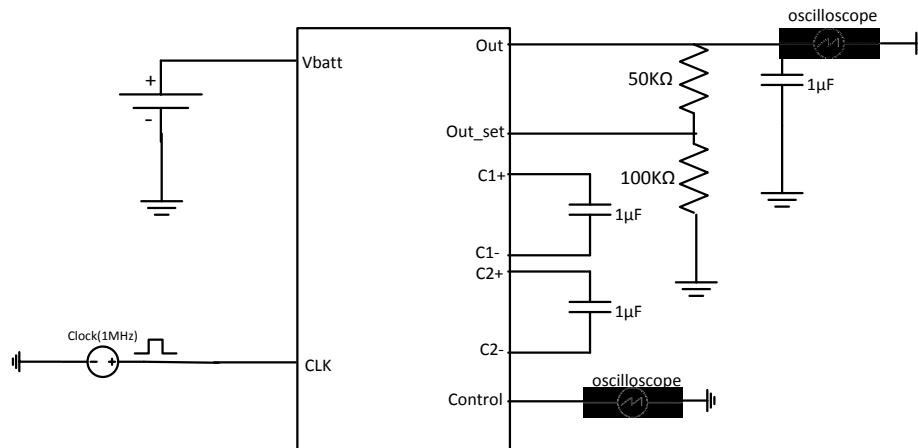 oscilloscope
Out
Vbatt
50KΩ
1µF
+
-
Out_set
100KΩ
C1+
1µF
C1-
C2+
1µF
C2-
Clock(1MHz)
- +
CLK
oscilloscope
Control